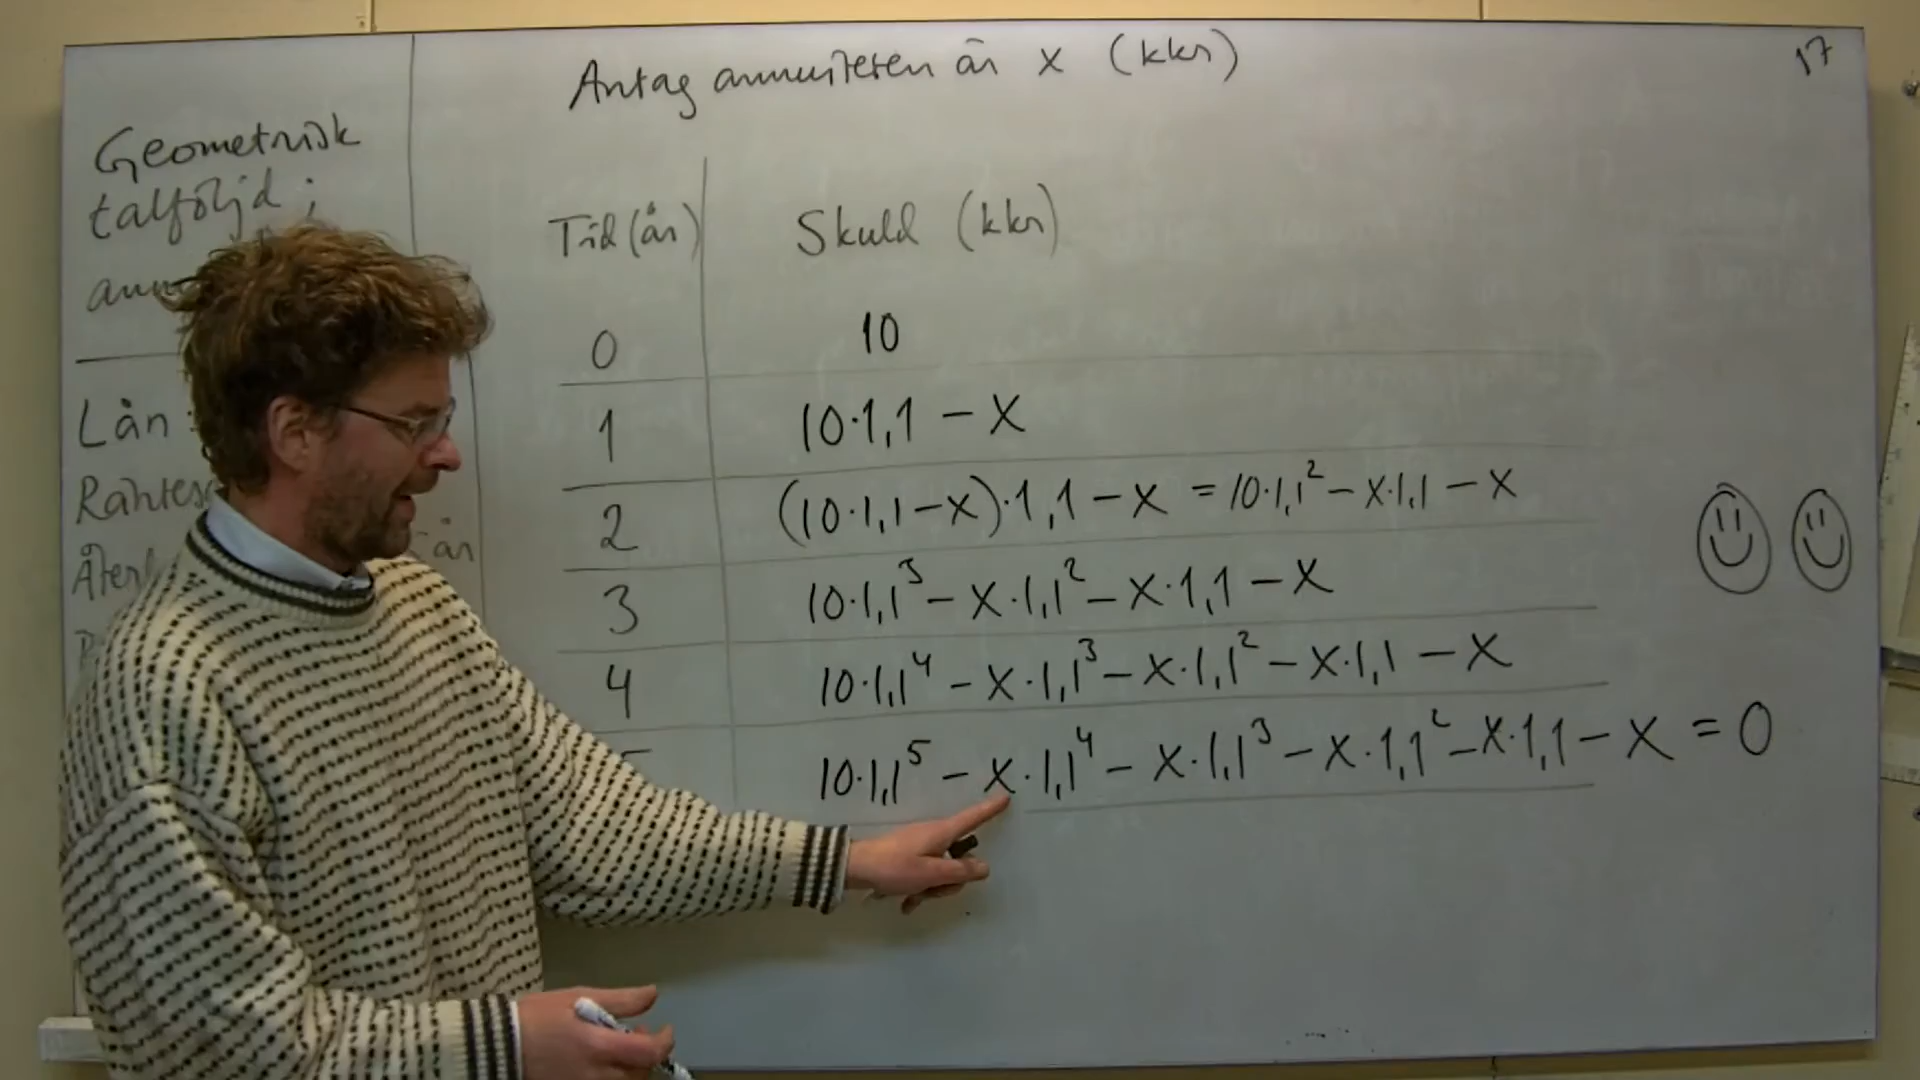 Antag annuiteten är x (kkr)
17
Geometrisk
talföljd ;
Lån
Tid (år) Skuld (kkr)
0 10
1 10·1,1 - x
2 (10·1,1-x)·1,1-x = 10·1,1² - x·1,1 - x
3 10·1,1³ - x·1,1² - x·1,1 - x
4 10·1,1⁴ - x·1,1³ - x·1,1² - x·1,1 - x
10·1,1⁵ - x·1,1⁴ - x·1,1³ - x·1,1² - x·1,1 - x = 0
år